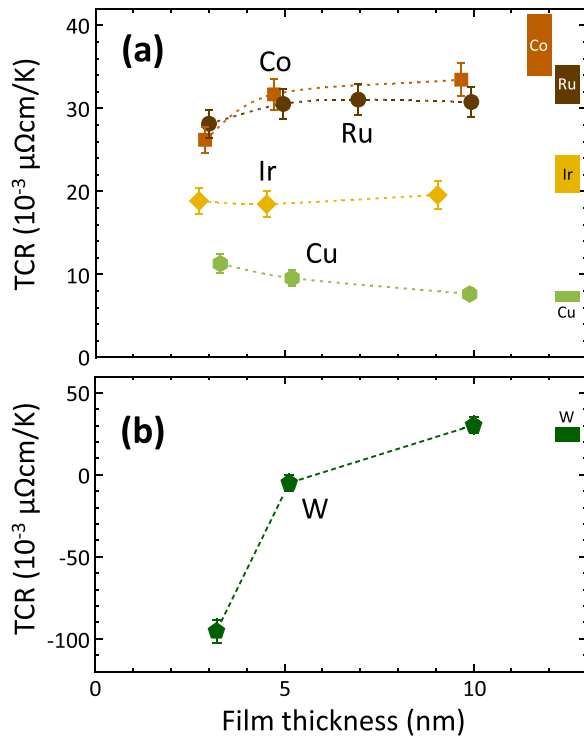 40
(a)
Co
Co
Ru
30
Ru
TCR (10⁻³ µΩcm/K)
20
Ir
Ir
10
Cu
Cu
0
50
(b)
W
0
W
TCR (10⁻³ µΩcm/K)
-50
-100
0
5
10
Film thickness (nm)